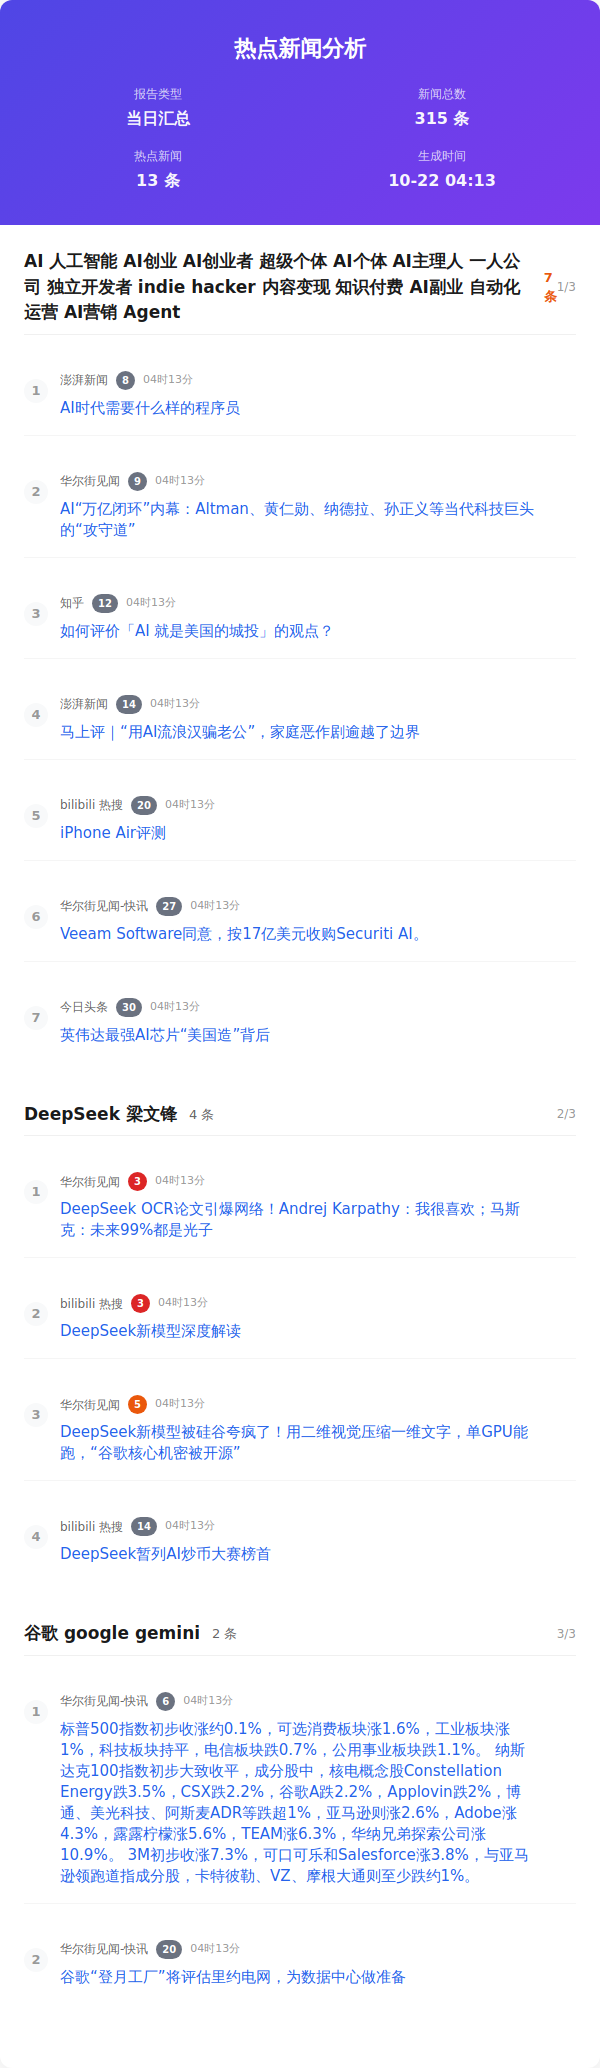 热点新闻分析
报告类型
当日汇总
新闻总数
315 条
热点新闻
13 条
生成时间
10-22 04:13
AI 人工智能 AI创业 AI创业者 超级个体 AI个体 AI主理人 一人公
司 独立开发者 indie hacker 内容变现 知识付费 AI副业 自动化
运营 AI营销 Agent
7
条
1/3
1
澎湃新闻 8 04时13分
AI时代需要什么样的程序员
2
华尔街见闻 9 04时13分
AI“万亿闭环”内幕：Altman、黄仁勋、纳德拉、孙正义等当代科技巨头
的“攻守道”
3
知乎 12 04时13分
如何评价「AI 就是美国的城投」的观点？
4
澎湃新闻 14 04时13分
马上评｜“用AI流浪汉骗老公”，家庭恶作剧逾越了边界
5
bilibili 热搜 20 04时13分
iPhone Air评测
6
华尔街见闻-快讯 27 04时13分
Veeam Software同意，按17亿美元收购Securiti AI。
7
今日头条 30 04时13分
英伟达最强AI芯片“美国造”背后
DeepSeek 梁文锋 4 条 2/3
1
华尔街见闻 3 04时13分
DeepSeek OCR论文引爆网络！Andrej Karpathy：我很喜欢；马斯
克：未来99%都是光子
2
bilibili 热搜 3 04时13分
DeepSeek新模型深度解读
3
华尔街见闻 5 04时13分
DeepSeek新模型被硅谷夸疯了！用二维视觉压缩一维文字，单GPU能
跑，“谷歌核心机密被开源”
4
bilibili 热搜 14 04时13分
DeepSeek暂列AI炒币大赛榜首
谷歌 google gemini 2 条 3/3
1
华尔街见闻-快讯 6 04时13分
标普500指数初步收涨约0.1%，可选消费板块涨1.6%，工业板块涨
1%，科技板块持平，电信板块跌0.7%，公用事业板块跌1.1%。 纳斯
达克100指数初步大致收平，成分股中，核电概念股Constellation
Energy跌3.5%，CSX跌2.2%，谷歌A跌2.2%，Applovin跌2%，博
通、美光科技、阿斯麦ADR等跌超1%，亚马逊则涨2.6%，Adobe涨
4.3%，露露柠檬涨5.6%，TEAM涨6.3%，华纳兄弟探索公司涨
10.9%。 3M初步收涨7.3%，可口可乐和Salesforce涨3.8%，与亚马
逊领跑道指成分股，卡特彼勒、VZ、摩根大通则至少跌约1%。
2
华尔街见闻-快讯 20 04时13分
谷歌“登月工厂”将评估里约电网，为数据中心做准备